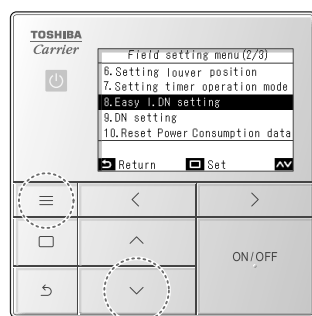 TOSHIBA
Carrier
Field setting menu(2/3)
6.Setting louver position
7.Setting timer operation mode
8.Easy I.DN setting
9.DN setting
10.Reset Power Consumption data
Return Set
ON/OFF